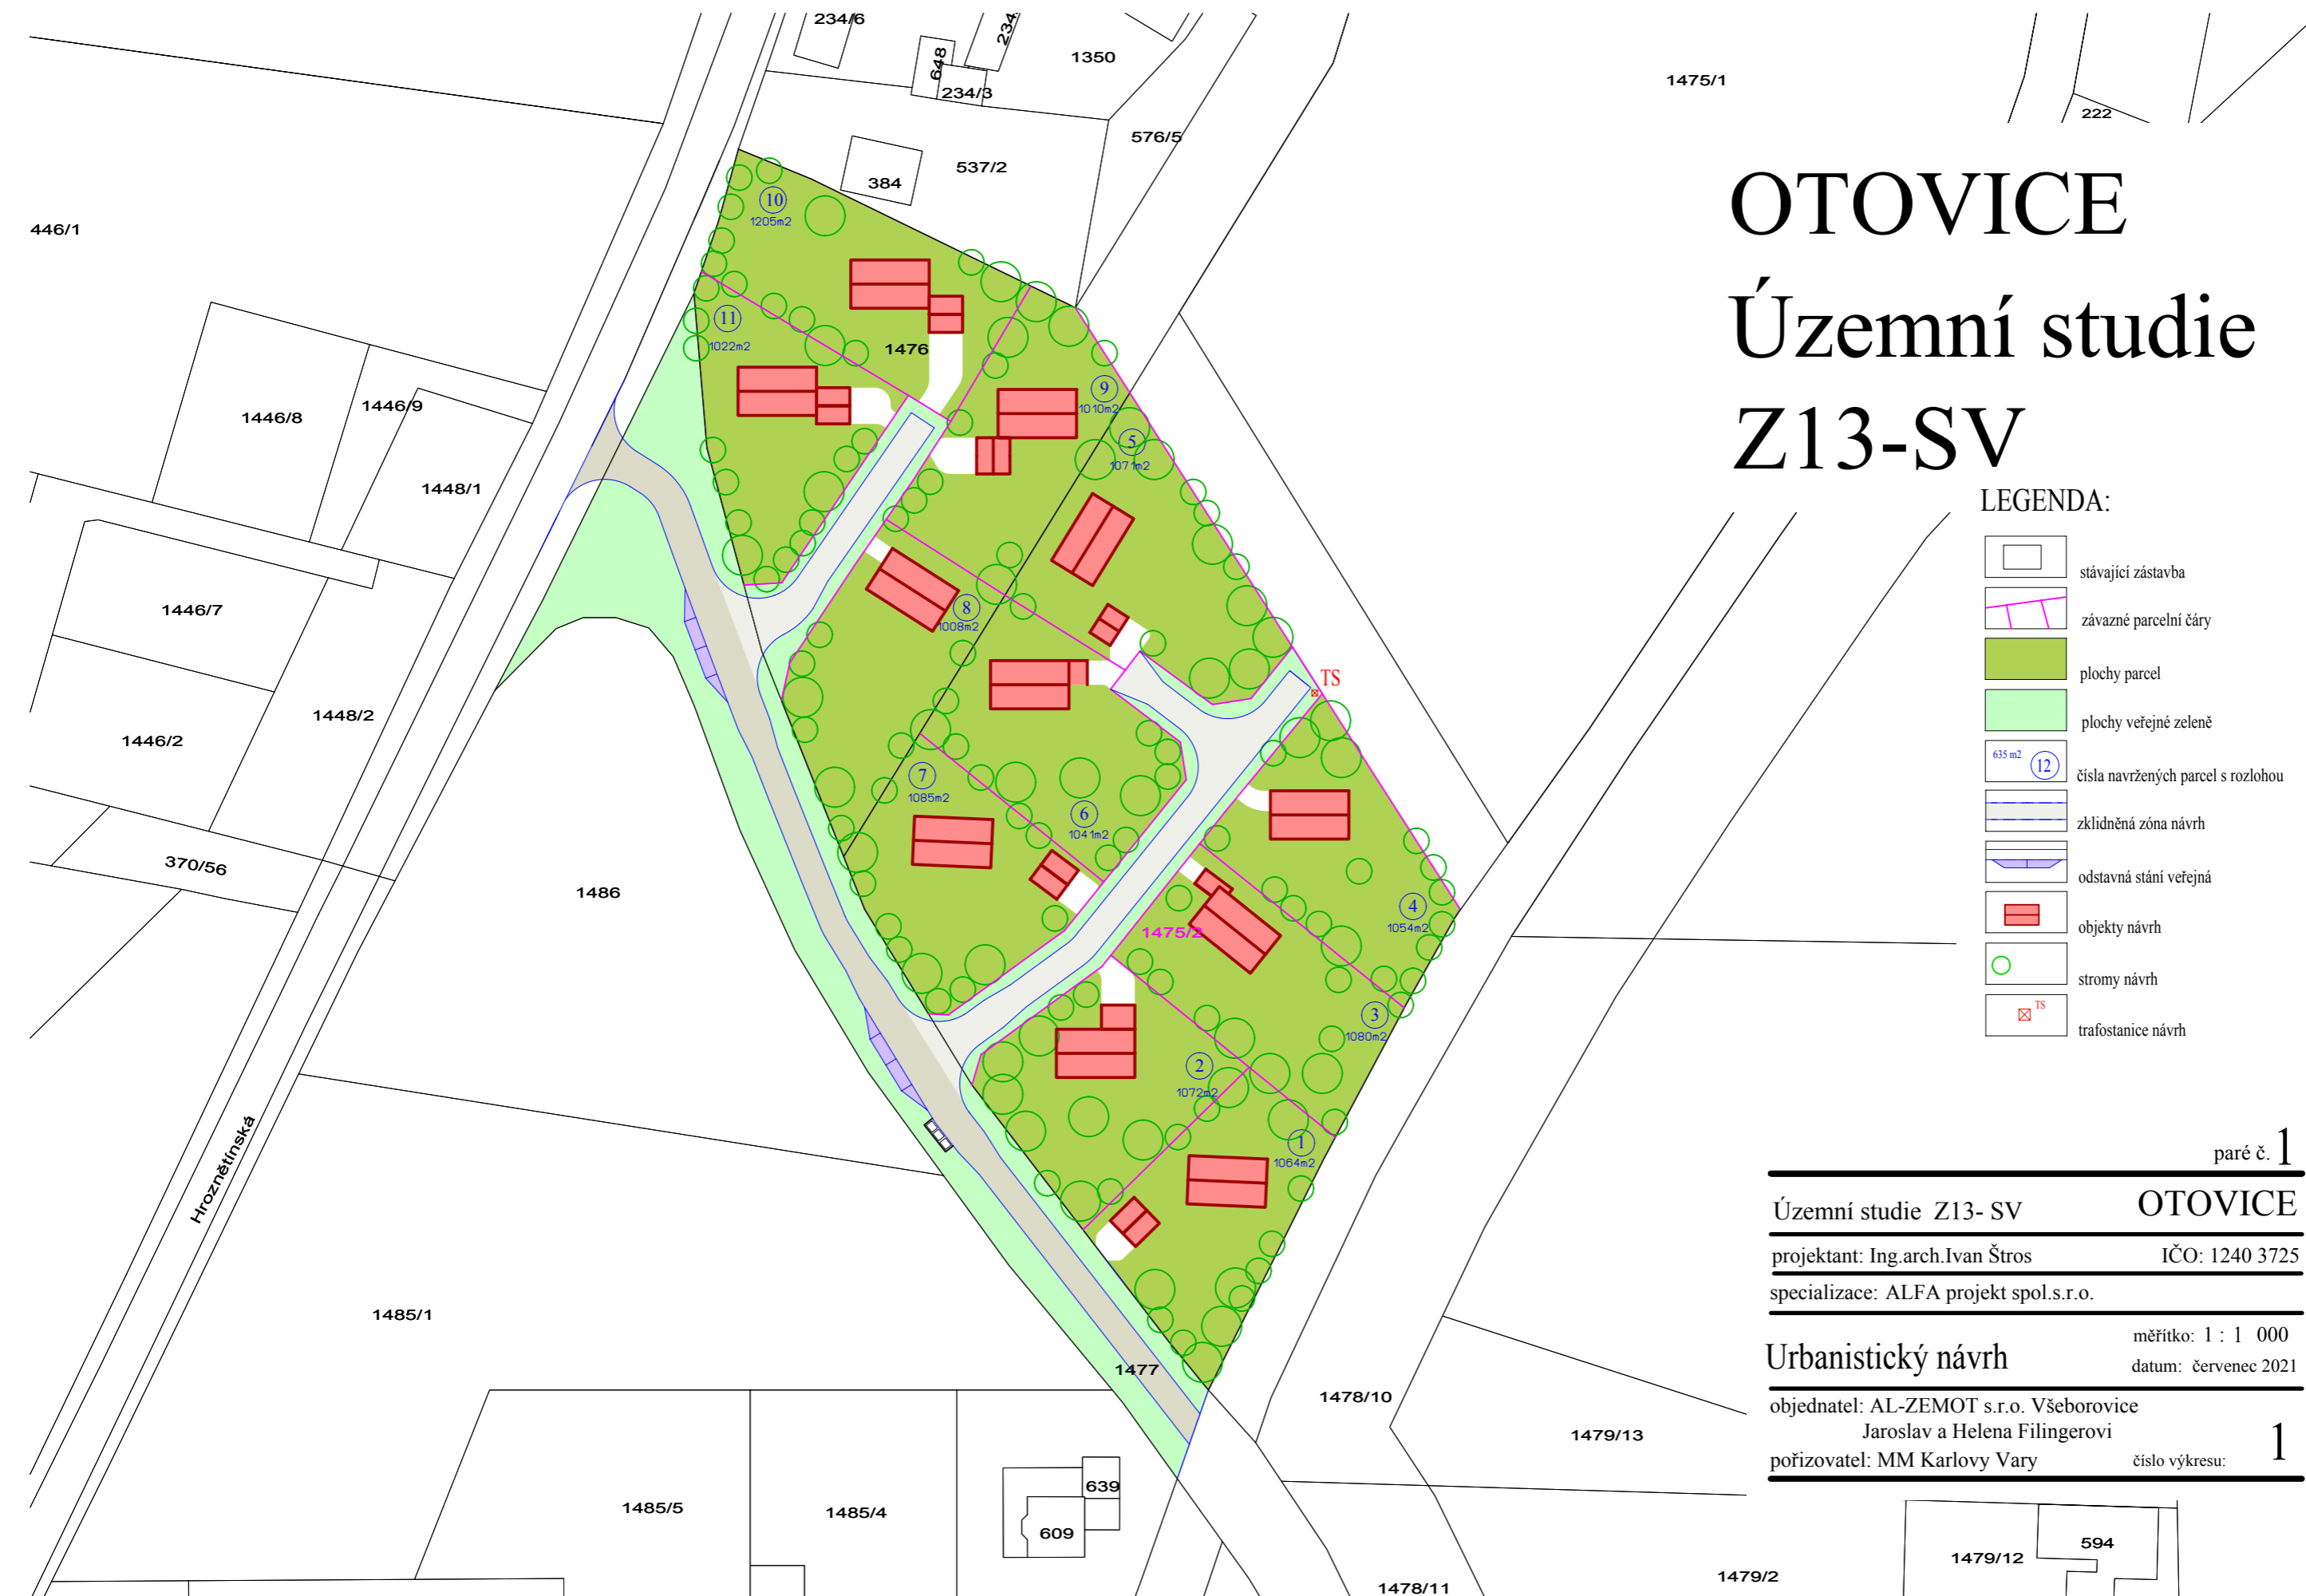 234/6
648
234/3
1350
1475/1
222
576/5
537/2
384
446/1
OTOVICE
Územní studie
Z13-SV
10
1205m2
11
1022m2
1476
9
1010m2
5
1071m2
1446/8
1446/9
1448/1
1446/7
1446/2
1448/2
370/56
8
1008m2
TS
7
1085m2
6
1041m2
1486
1475/2
4
1054m2
3
1080m2
2
1072m2
1
1064m2
Hroznětínská
1485/1
1477
1478/10
1479/13
1485/5
1485/4
639
609
1478/11
1479/2
1479/12
594
LEGENDA:
stávající zástavba
závazné parcelní čáry
plochy parcel
plochy veřejné zeleně
635 m2 12 čísla navržených parcel s rozlohou
zklidněná zóna návrh
odstavná stání veřejná
objekty návrh
stromy návrh
TS trafostanice návrh
paré č. 1
Územní studie Z13- SV OTOVICE
projektant: Ing.arch.Ivan Štros IČO: 1240 3725
specializace: ALFA projekt spol.s.r.o.
měřítko: 1 : 1 000
Urbanistický návrh
datum: červenec 2021
objednatel: AL-ZEMOT s.r.o. Všeborovice
Jaroslav a Helena Filingerovi
pořizovatel: MM Karlovy Vary číslo výkresu: 1